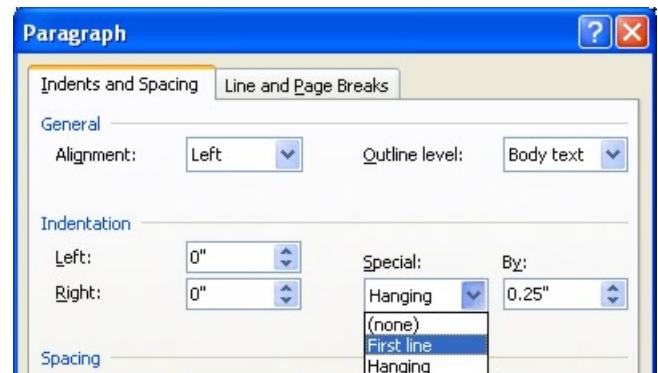 Paragraph
Indents and Spacing Line and Page Breaks
General
Alignment: Left Outline level: Body text
Indentation
Left: 0" Special: By:
Right: 0" Hanging 0.25"
(none)
First line
Spacing Hanging